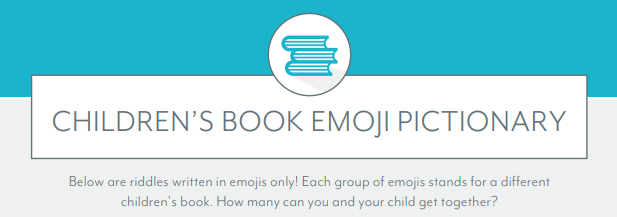 CHILDREN'S BOOK EMOJI PICTIONARY
Below are riddles written in emojis only! Each group of emojis stands for a different
children's book. How many can you and your child get together?